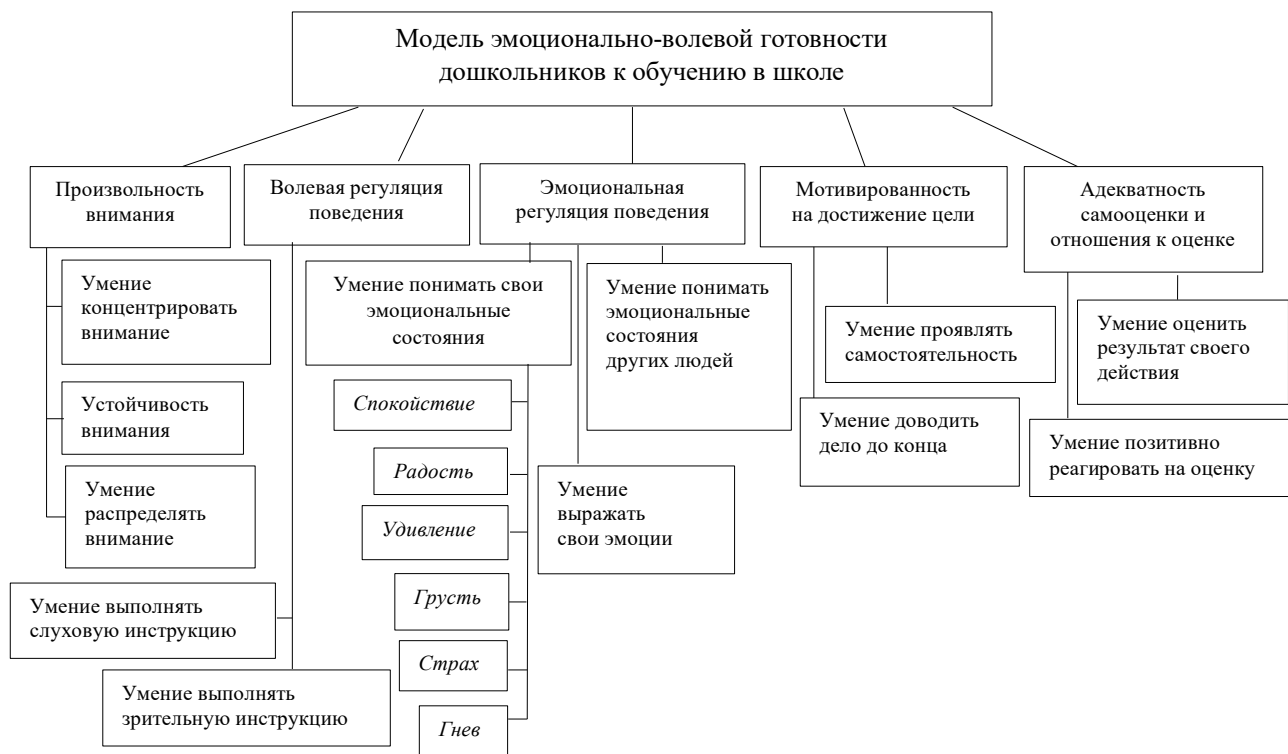 Модель эмоционально-волевой готовности
дошкольников к обучению в школе
Произвольность
внимания
Волевая регуляция
поведения
Эмоциональная
регуляция поведения
Мотивированность
на достижение цели
Адекватность
самооценки и
отношения к оценке
Умение
концентрировать
внимание
Устойчивость
внимания
Умение
распределять
внимание
Умение выполнять
слуховую инструкцию
Умение выполнять
зрительную инструкцию
Умение понимать свои
эмоциональные
состояния
Спокойствие
Радость
Удивление
Грусть
Страх
Гнев
Умение понимать
эмоциональные
состояния
других людей
Умение
выражать
свои эмоции
Умение проявлять
самостоятельность
Умение доводить
дело до конца
Умение оценить
результат своего
действия
Умение позитивно
реагировать на оценку